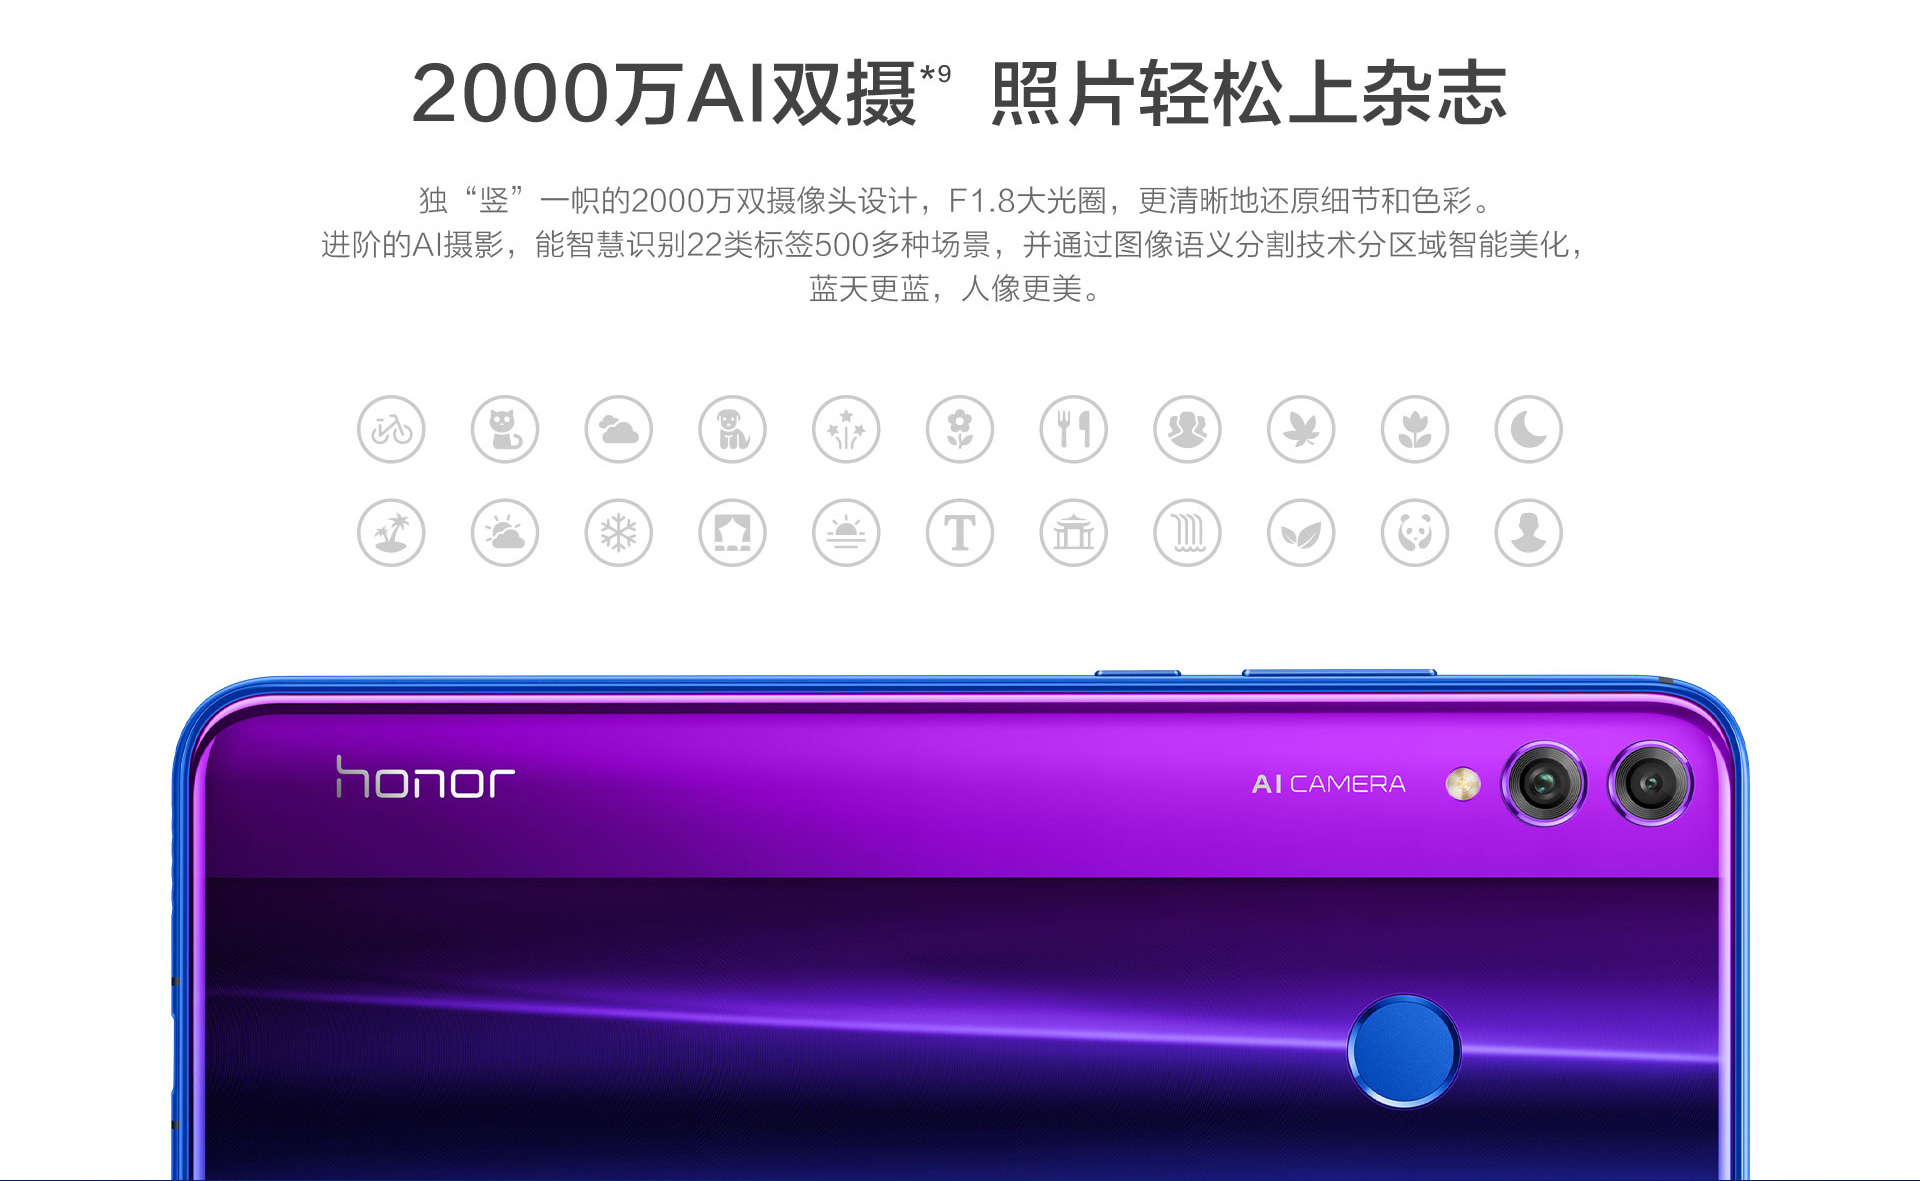 2000万AI双摄*9 照片轻松上杂志
独“竖”一帜的2000万双摄像头设计，F1.8大光圈，更清晰地还原细节和色彩。
进阶的AI摄影，能智慧识别22类标签500多种场景，并通过图像语义分割技术分区域智能美化，
蓝天更蓝，人像更美。
T
honor
AI CAMERA